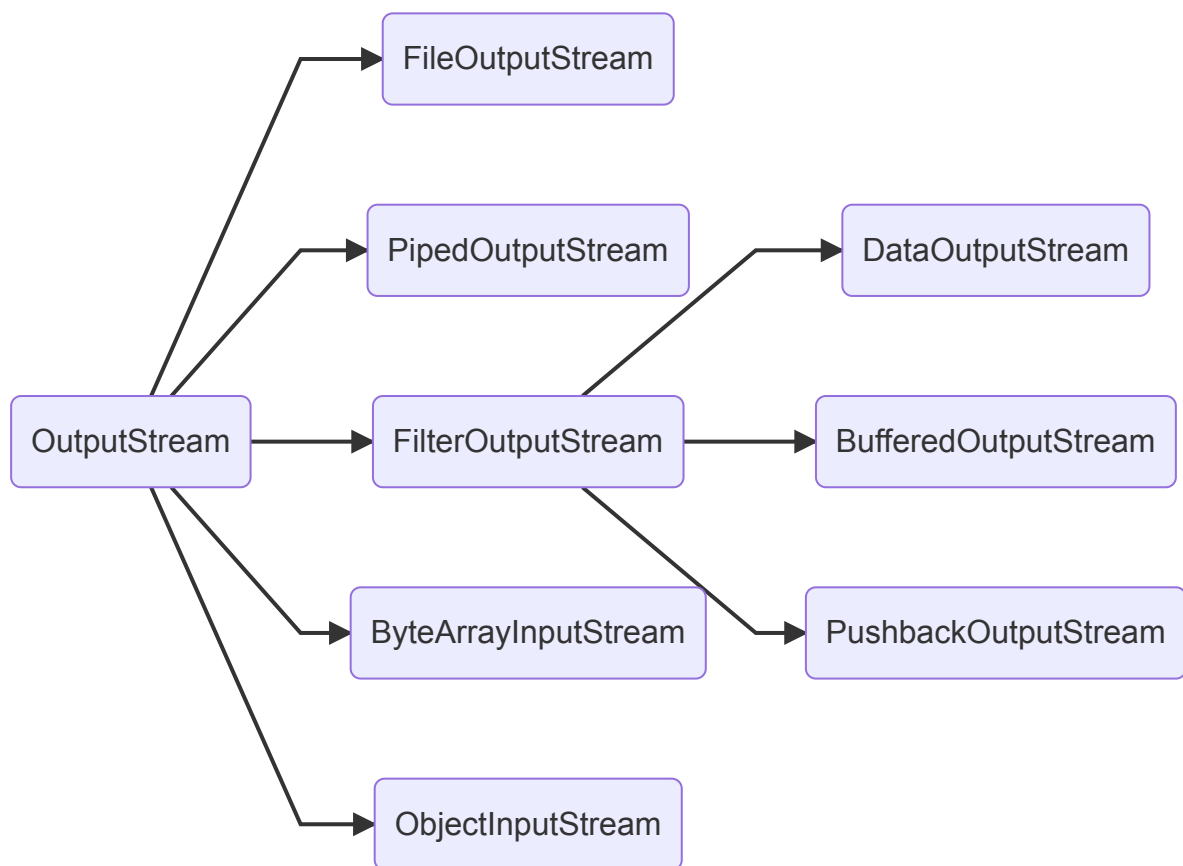 FileOutputStream
PipedOutputStream
DataOutputStream
OutputStream
FilterOutputStream
BufferedOutputStream
ByteArrayInputStream
PushbackOutputStream
ObjectInputStream